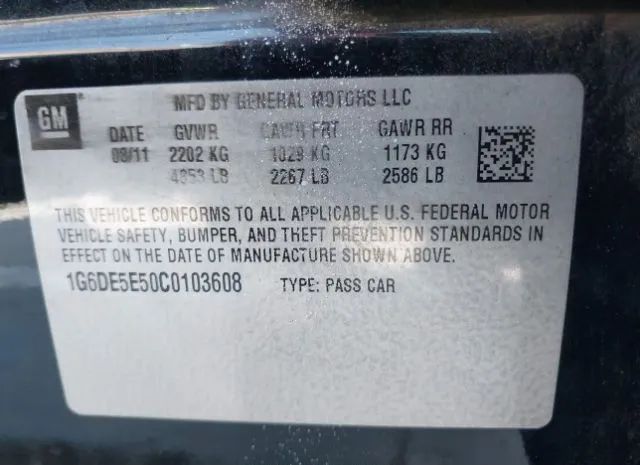 GM
MFD BY GENERAL MOTORS LLC
DATE GVWR GAWR FRT GAWR RR
08/11 2202 KG 1029 KG 1173 KG
4853 LB 2267 LB 2586 LB
THIS VEHICLE CONFORMS TO ALL APPLICABLE U.S. FEDERAL MOTOR
VEHICLE SAFETY, BUMPER, AND THEFT PREVENTION STANDARDS IN
EFFECT ON THE DATE OF MANUFACTURE SHOWN ABOVE.
1G6DE5E50C0103608 TYPE: PASS CAR